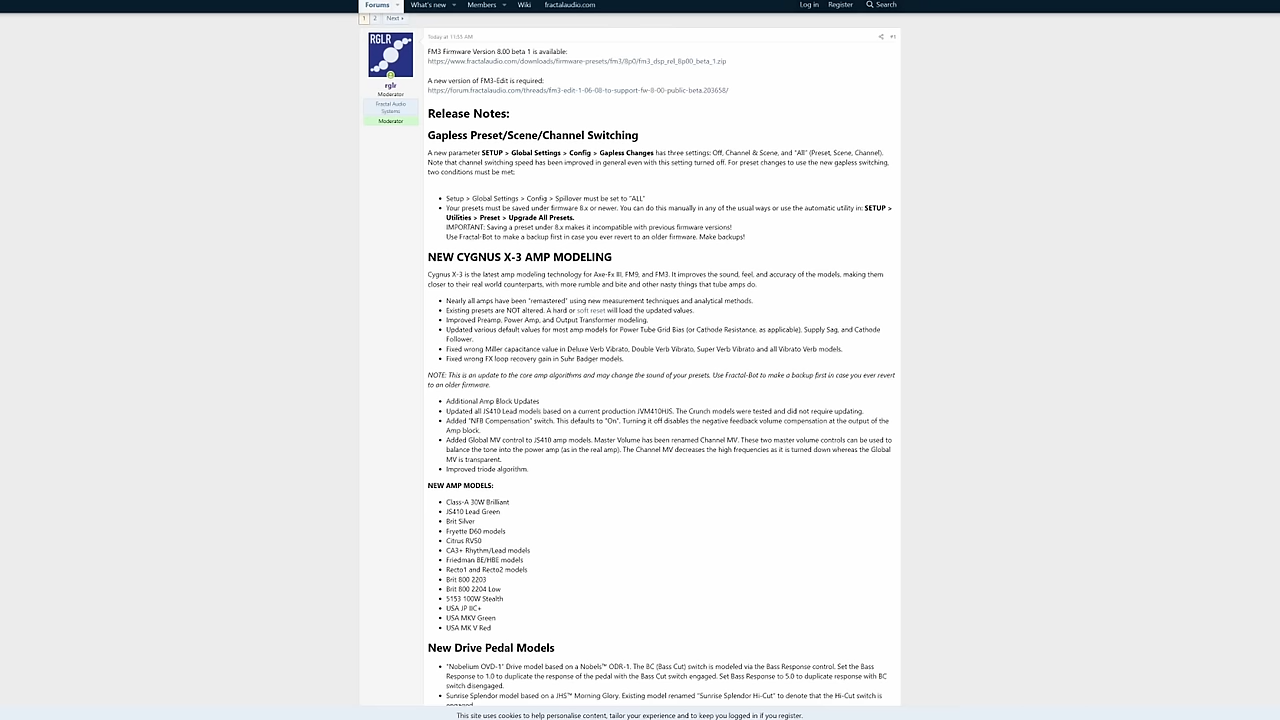 Forums What's new Members Wiki fractalaudio.com Log in Register Search
1 2 Next
RGLR
rglr
Moderator
Fractal Audio
Systems
Moderator
Today at 11:55 AM #1
FM3 Firmware Version 8.00 beta 1 is available:
https://www.fractalaudio.com/downloads/firmware-presets/fm3/8p0/fm3_dsp_rel_8p00_beta_1.zip
A new version of FM3-Edit is required:
https://forum.fractalaudio.com/threads/fm3-edit-1-06-08-to-support-fw-8-00-public-beta.203658/
Release Notes:
Gapless Preset/Scene/Channel Switching
A new parameter SETUP > Global Settings > Config > Gapless Changes has three settings: Off, Channel & Scene, and "All" (Preset, Scene, Channel).
Note that channel switching speed has been improved in general even with this setting turned off. For preset changes to use the new gapless switching,
two conditions must be met;
• Setup > Global Settings > Config > Spillover must be set to "ALL"
• Your presets must be saved under firmware 8.x or newer. You can do this manually in any of the usual ways or use the automatic utility in: SETUP >
Utilities > Preset > Upgrade All Presets.
IMPORTANT: Saving a preset under 8.x makes it incompatible with previous firmware versions!
Use Fractal-Bot to make a backup first in case you ever revert to an older firmware. Make backups!
NEW CYGNUS X-3 AMP MODELING
Cygnus X-3 is the latest amp modeling technology for Axe-Fx III, FM9, and FM3. It improves the sound, feel, and accuracy of the models, making them
closer to their real world counterparts, with more rumble and bite and other nasty things that tube amps do.
• Nearly all amps have been "remastered" using new measurement techniques and analytical methods.
• Existing presets are NOT altered. A hard or soft reset will load the updated values.
• Improved Preamp, Power Amp, and Output Transformer modeling.
• Updated various default values for most amp models for Power Tube Grid Bias (or Cathode Resistance, as applicable), Supply Sag, and Cathode
Follower.
• Fixed wrong Miller capacitance value in Deluxe Verb Vibrato, Double Verb Vibrato, Super Verb Vibrato and all Vibrato Verb models.
• Fixed wrong FX loop recovery gain in Suhr Badger models.
NOTE: This is an update to the core amp algorithms and may change the sound of your presets. Use Fractal-Bot to make a backup first in case you ever revert
to an older firmware.
• Additional Amp Block Updates
• Updated all JS410 Lead models based on a current production JVM410HJS. The Crunch models were tested and did not require updating.
• Added "NFB Compensation" switch. This defaults to "On". Turning it off disables the negative feedback volume compensation at the output of the
Amp block.
• Added Global MV control to JS410 amp models. Master Volume has been renamed Channel MV. These two master volume controls can be used to
balance the tone into the power amp (as in the real amp). The Channel MV decreases the high frequencies as it is turned down whereas the Global
MV is transparent.
• Improved triode algorithm.
NEW AMP MODELS:
• Class-A 30W Brilliant
• JS410 Lead Green
• Brit Silver
• Fryette D60 models
• Citrus RV50
• CA3+ Rhythm/Lead models
• Friedman BE/HBE models
• Recto1 and Recto2 models
• Brit 800 2203
• Brit 800 2204 Low
• 5153 100W Stealth
• USA JP IIC+
• USA MKV Green
• USA MK V Red
New Drive Pedal Models
• "Nobelium OVD-1" Drive model based on a Nobels™ ODR-1. The BC (Bass Cut) switch is modeled via the Bass Response control. Set the Bass
Response to 1.0 to duplicate the response of the pedal with the Bass Cut switch engaged. Set Bass Response to 5.0 to duplicate response with BC
switch disengaged.
• Sunrise Splendor model based on a JHS™ Morning Glory. Existing model renamed "Sunrise Splendor Hi-Cut" to denote that the Hi-Cut switch is
engaged.
This site uses cookies to help personalise content, tailor your experience and to keep you logged in if you register.